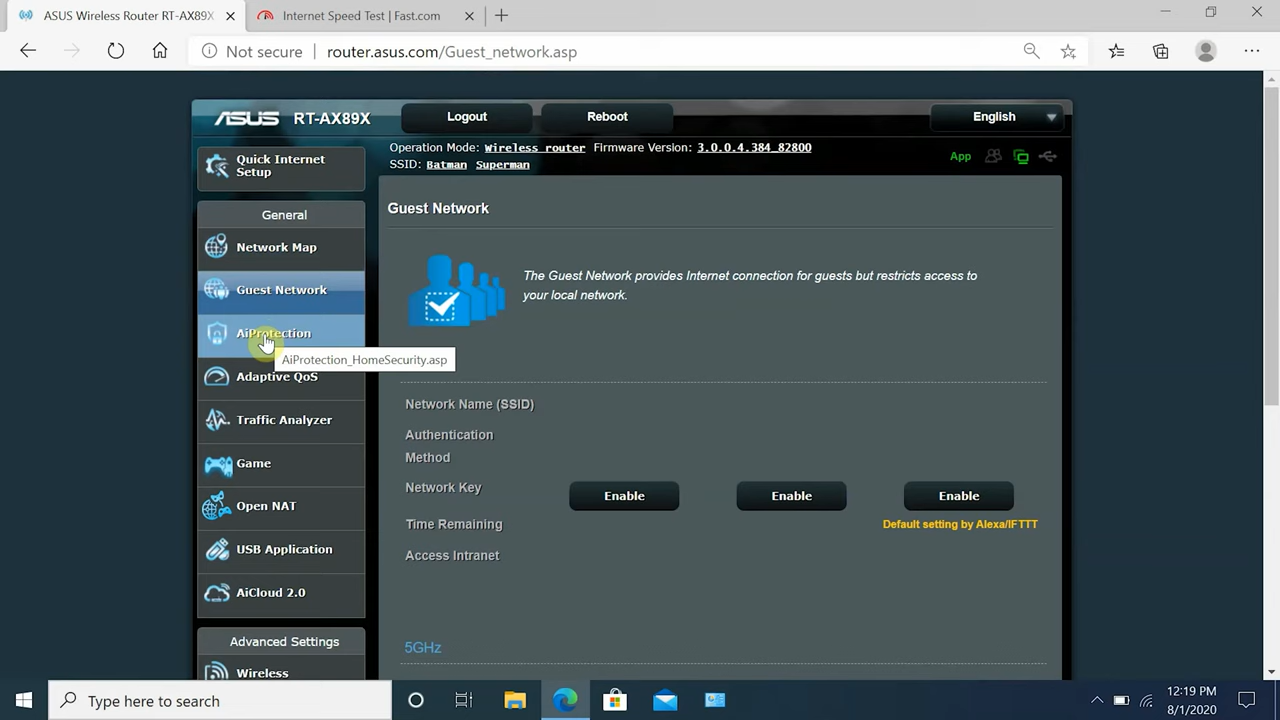 ASUS Wireless Router RT-AX89X
Internet Speed Test | Fast.com
Not secure
router.asus.com/Guest_network.asp
ASUS RT-AX89X
Logout
Reboot
English
Operation Mode: Wireless router Firmware Version: 3.0.0.4.384_82800
SSID: Batman Superman
App
Quick Internet
Setup
General
Network Map
Guest Network
AiProtection
AiProtection_HomeSecurity.asp
Adaptive QoS
Traffic Analyzer
Game
Open NAT
USB Application
AiCloud 2.0
Advanced Settings
Wireless
Guest Network
The Guest Network provides Internet connection for guests but restricts access to
your local network.
Network Name (SSID)
Authentication
Method
Network Key
Enable
Enable
Enable
Time Remaining
Default setting by Alexa/IFTTT
Access Intranet
5GHz
Type here to search
12:19 PM
8/1/2020